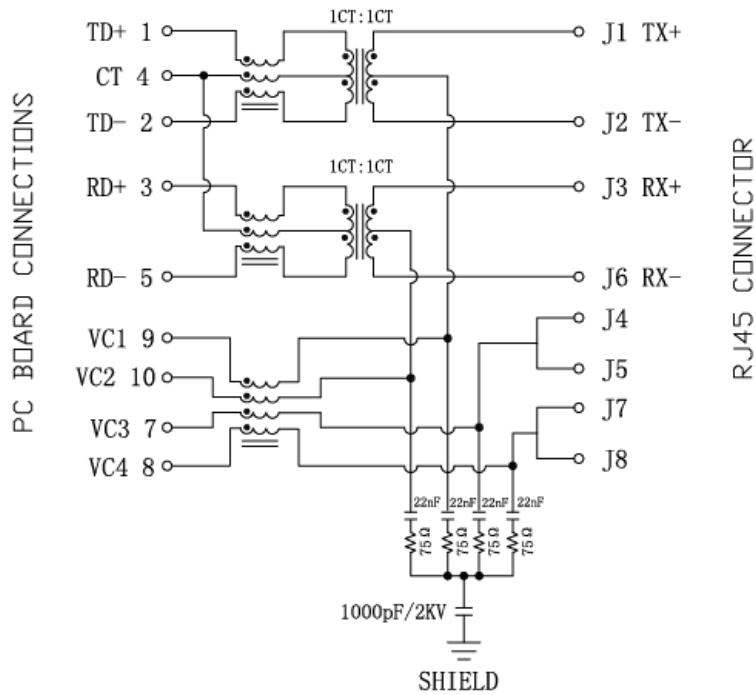 1CT:1CT
TD+ 1
J1 TX+
CT 4
TD- 2
J2 TX-
PC BOARD CONNECTIONS
RJ45 CONNECTOR
1CT:1CT
RD+ 3
J3 RX+
RD- 5
J6 RX-
J4
VC1 9
J5
VC2 10
J7
VC3 7
J8
VC4 8
22nF 22nF 22nF 22nF
75Ω 75Ω 75Ω 75Ω
1000pF/2KV
SHIELD